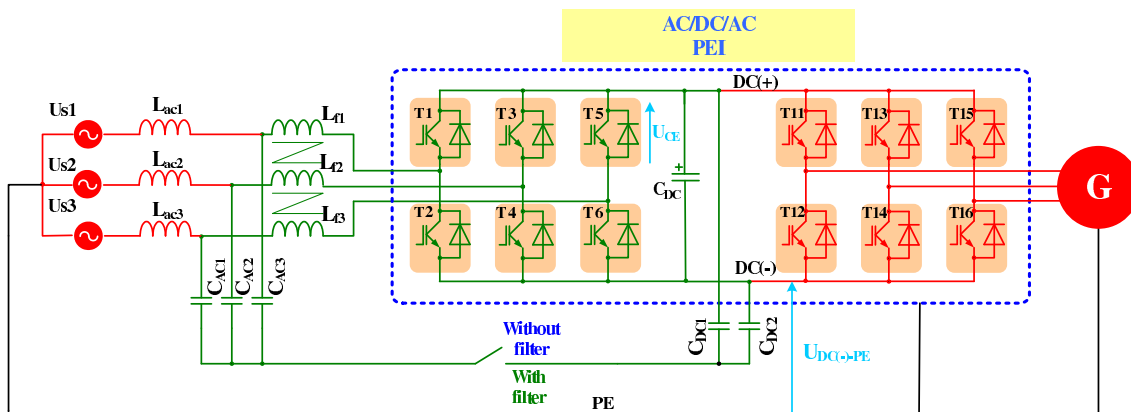 AC/DC/AC
PEI
DC(+)
Us1
Lac1
Lf1
T1
T3
T5
UCE
T11
T13
T15
Us2
Lac2
Lf2
CDC
G
Us3
Lac3
Lf3
T2
T4
T6
T12
T14
T16
DC(-)
CAC1
CAC2
CAC3
CDC1
CDC2
Without
filter
UDC(-)-PE
With
filter
PE